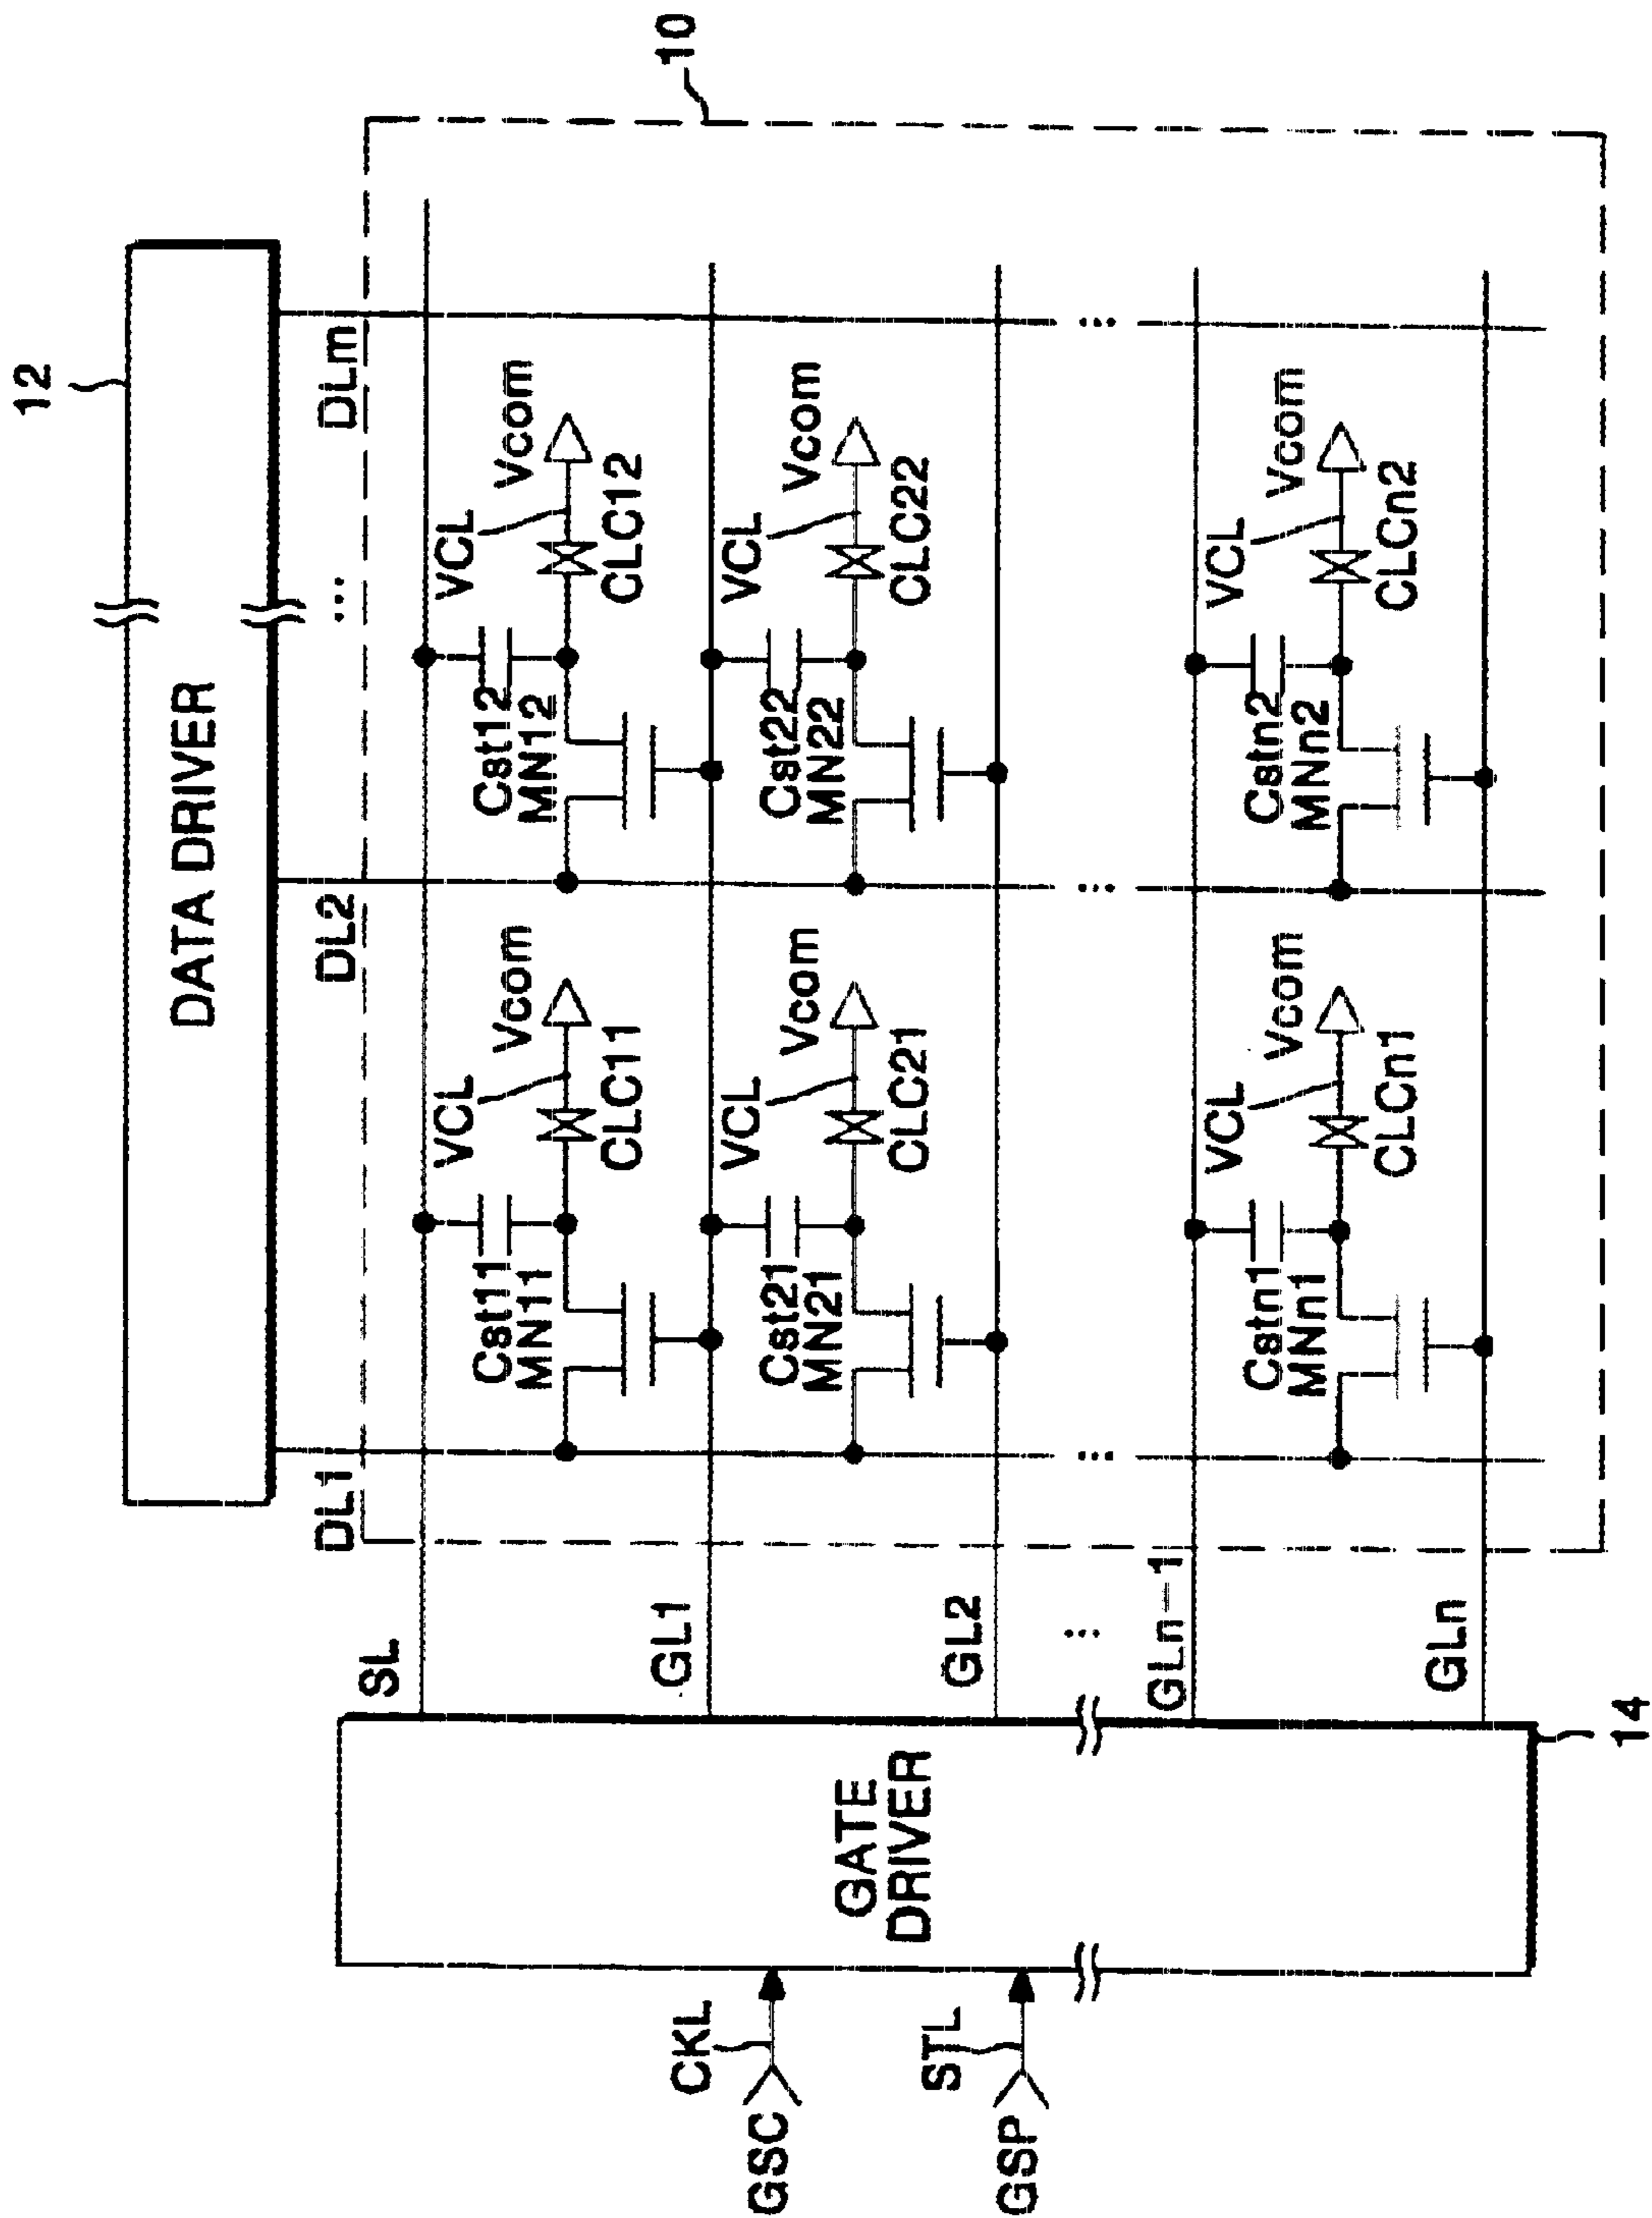 12
DATA DRIVER
10
DL1
DL2
...
DLm
SL
VCL
Vcom
Cst11
MN11
CLC11
VCL
Vcom
Cst12
MN12
CLC12
GL1
VCL
Vcom
Cst21
MN21
CLC21
VCL
Vcom
Cst22
MN22
CLC22
GL2
...
...
...
...
GLn-1
VCL
Vcom
Cstn1
MNn1
CLCn1
VCL
Vcom
Cstn2
MNn2
CLCn2
GLn
GATE
DRIVER
14
CKL
GSC
STL
GSP